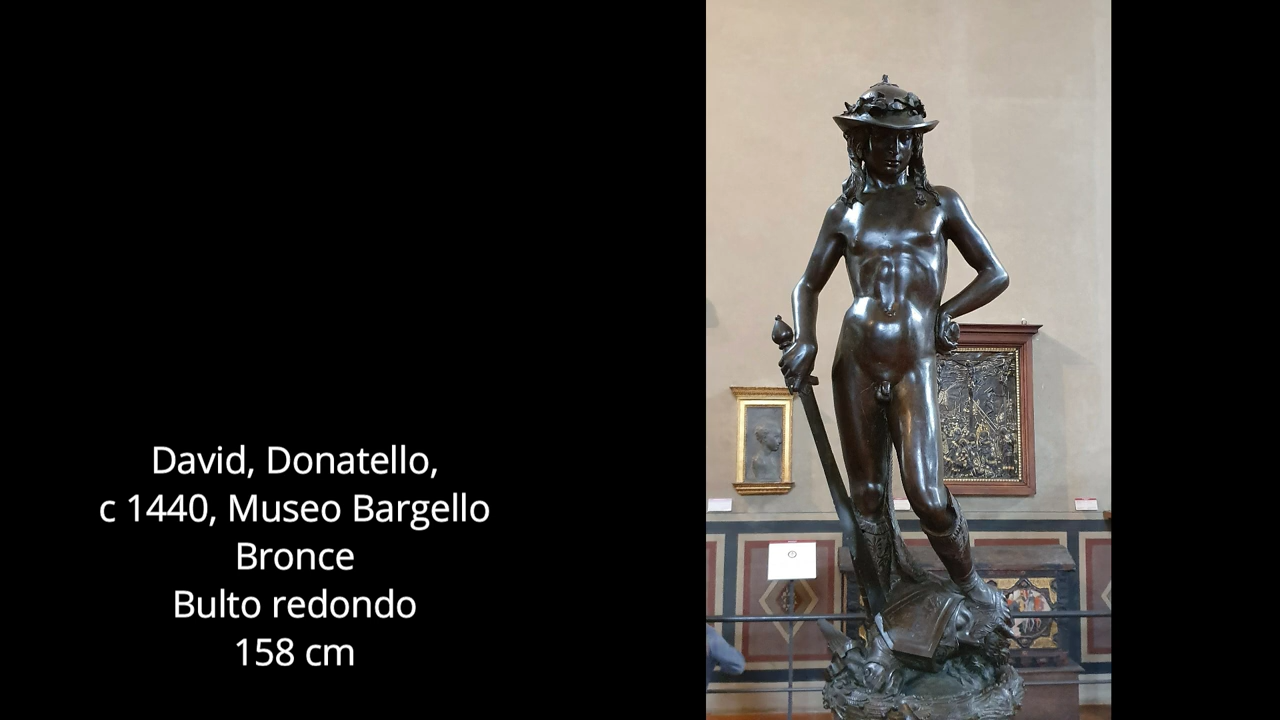 David, Donatello,
c 1440, Museo Bargello
Bronce
Bulto redondo
158 cm